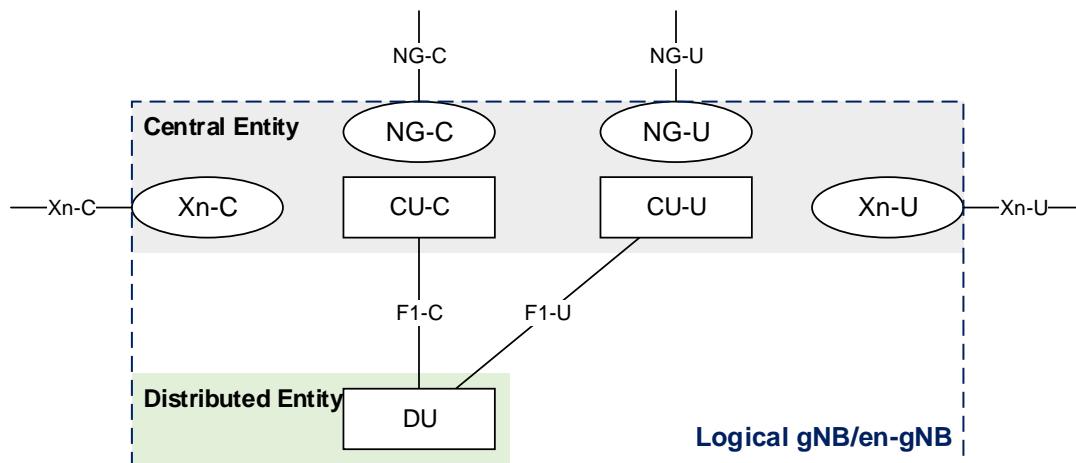 NG-C
NG-U
Central Entity
NG-C
NG-U
Xn-C
Xn-C
CU-C
CU-U
Xn-U
Xn-U
F1-C
F1-U
Distributed Entity
DU
Logical gNB/en-gNB